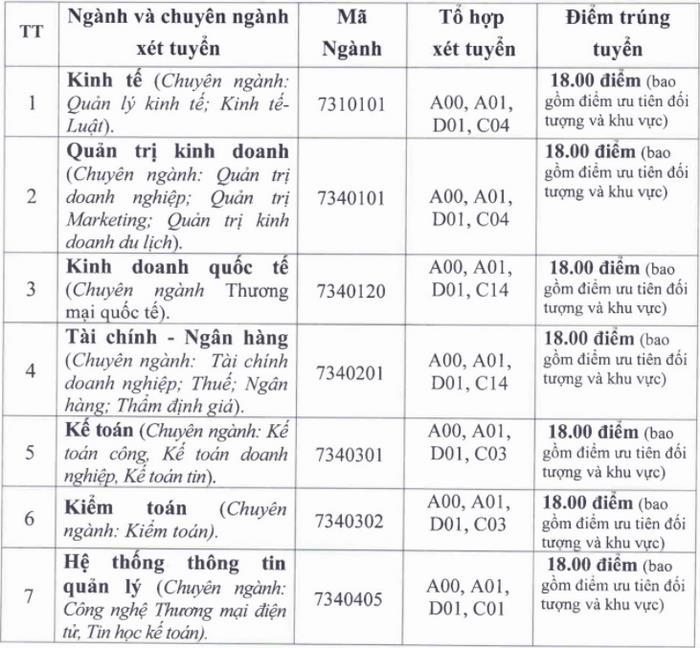 TT
Ngành và chuyên ngành
xét tuyển
Mã
Ngành
Tổ hợp
xét tuyển
Điểm trúng
tuyển
1
Kinh tế (Chuyên ngành:
Quản lý kinh tế; Kinh tế-
Luật).
7310101
A00, A01,
D01, C04
18.00 điểm (bao
gồm điểm ưu tiên đối
tượng và khu vực)
2
Quản trị kinh doanh
(Chuyên ngành: Quản trị
doanh nghiệp; Quản trị
Marketing; Quản trị kinh
doanh du lịch).
7340101
A00, A01,
D01, C04
18.00 điểm (bao
gồm điểm ưu tiên đối
tượng và khu vực)
3
Kinh doanh quốc tế
(Chuyên ngành Thương
mại quốc tế).
7340120
A00, A01,
D01, C14
18.00 điểm (bao
gồm điểm ưu tiên đối
tượng và khu vực)
4
Tài chính - Ngân hàng
(Chuyên ngành: Tài chính
doanh nghiệp; Thuế; Ngân
hàng; Thẩm định giá).
7340201
A00, A01,
D01, C14
18.00 điểm (bao
gồm điểm ưu tiên đối
tượng và khu vực)
5
Kế toán (Chuyên ngành: Kế
toán công, Kế toán doanh
nghiệp, Kế toán tin).
7340301
A00, A01,
D01, C03
18.00 điểm (bao
gồm điểm ưu tiên đối
tượng và khu vực)
6
Kiểm toán (Chuyên
ngành: Kiểm toán).
7340302
A00, A01,
D01, C03
18.00 điểm (bao
gồm điểm ưu tiên đối
tượng và khu vực)
7
Hệ thống thông tin
quản lý (Chuyên ngành:
Công nghệ Thương mại điện
tử, Tin học kế toán).
7340405
A00, A01,
D01, C01
18.00 điểm (bao
gồm điểm ưu tiên đối
tượng và khu vực)